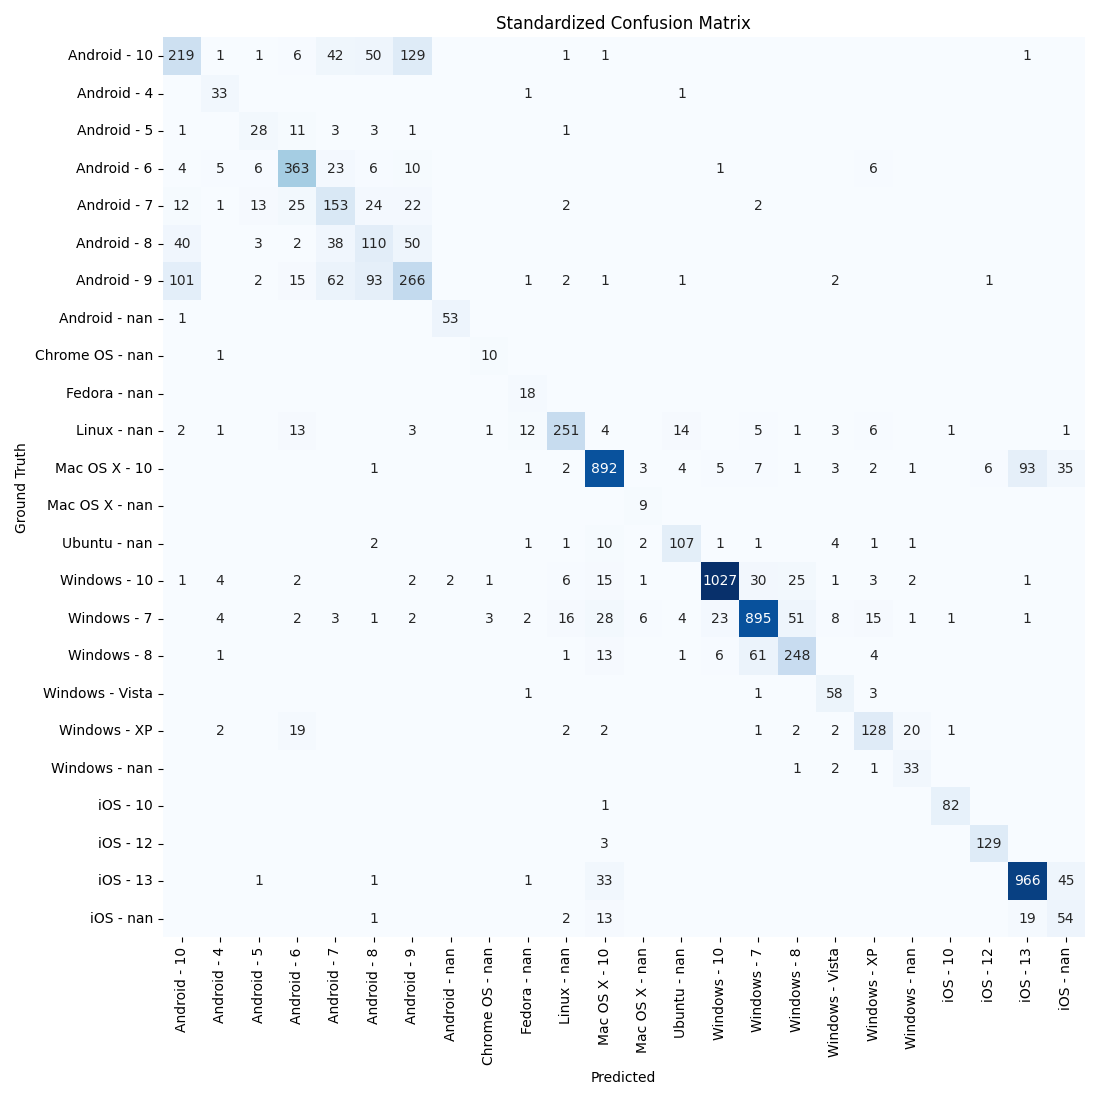 Standardized Confusion Matrix
Android - 10 219 1 1 6 42 50 129 1 1 1
Android - 4 33 1 1
Android - 5 1 28 11 3 3 1 1
Android - 6 4 5 6 363 23 6 10 1 6
Android - 7 12 1 13 25 153 24 22 2 2
Android - 8 40 3 2 38 110 50
Android - 9 101 2 15 62 93 266 1 2 1 1 2 1
Android - nan 1 53
Chrome OS - nan 1 10
Fedora - nan 18
Linux - nan 2 1 13 3 1 12 251 4 14 5 1 3 6 1 1
Mac OS X - 10 1 1 2 892 3 4 5 7 1 3 2 1 6 93 35
Mac OS X - nan 9
Ubuntu - nan 2 1 1 10 2 107 1 1 4 1 1
Windows - 10 1 4 2 2 2 1 6 15 1 1027 30 25 1 3 2 1
Windows - 7 4 2 3 1 2 3 2 16 28 6 4 23 895 51 8 15 1 1 1
Windows - 8 1 1 13 1 6 61 248 4
Windows - Vista 1 1 58 3
Windows - XP 2 19 2 2 1 2 2 128 20 1
Windows - nan 1 2 1 33
iOS - 10 1 82
iOS - 12 3 129
iOS - 13 1 1 1 33 966 45
iOS - nan 1 2 13 19 54
Ground Truth
Android - 10
Android - 4
Android - 5
Android - 6
Android - 7
Android - 8
Android - 9
Android - nan
Chrome OS - nan
Fedora - nan
Linux - nan
Mac OS X - 10
Mac OS X - nan
Ubuntu - nan
Windows - 10
Windows - 7
Windows - 8
Windows - Vista
Windows - XP
Windows - nan
iOS - 10
iOS - 12
iOS - 13
iOS - nan
Predicted